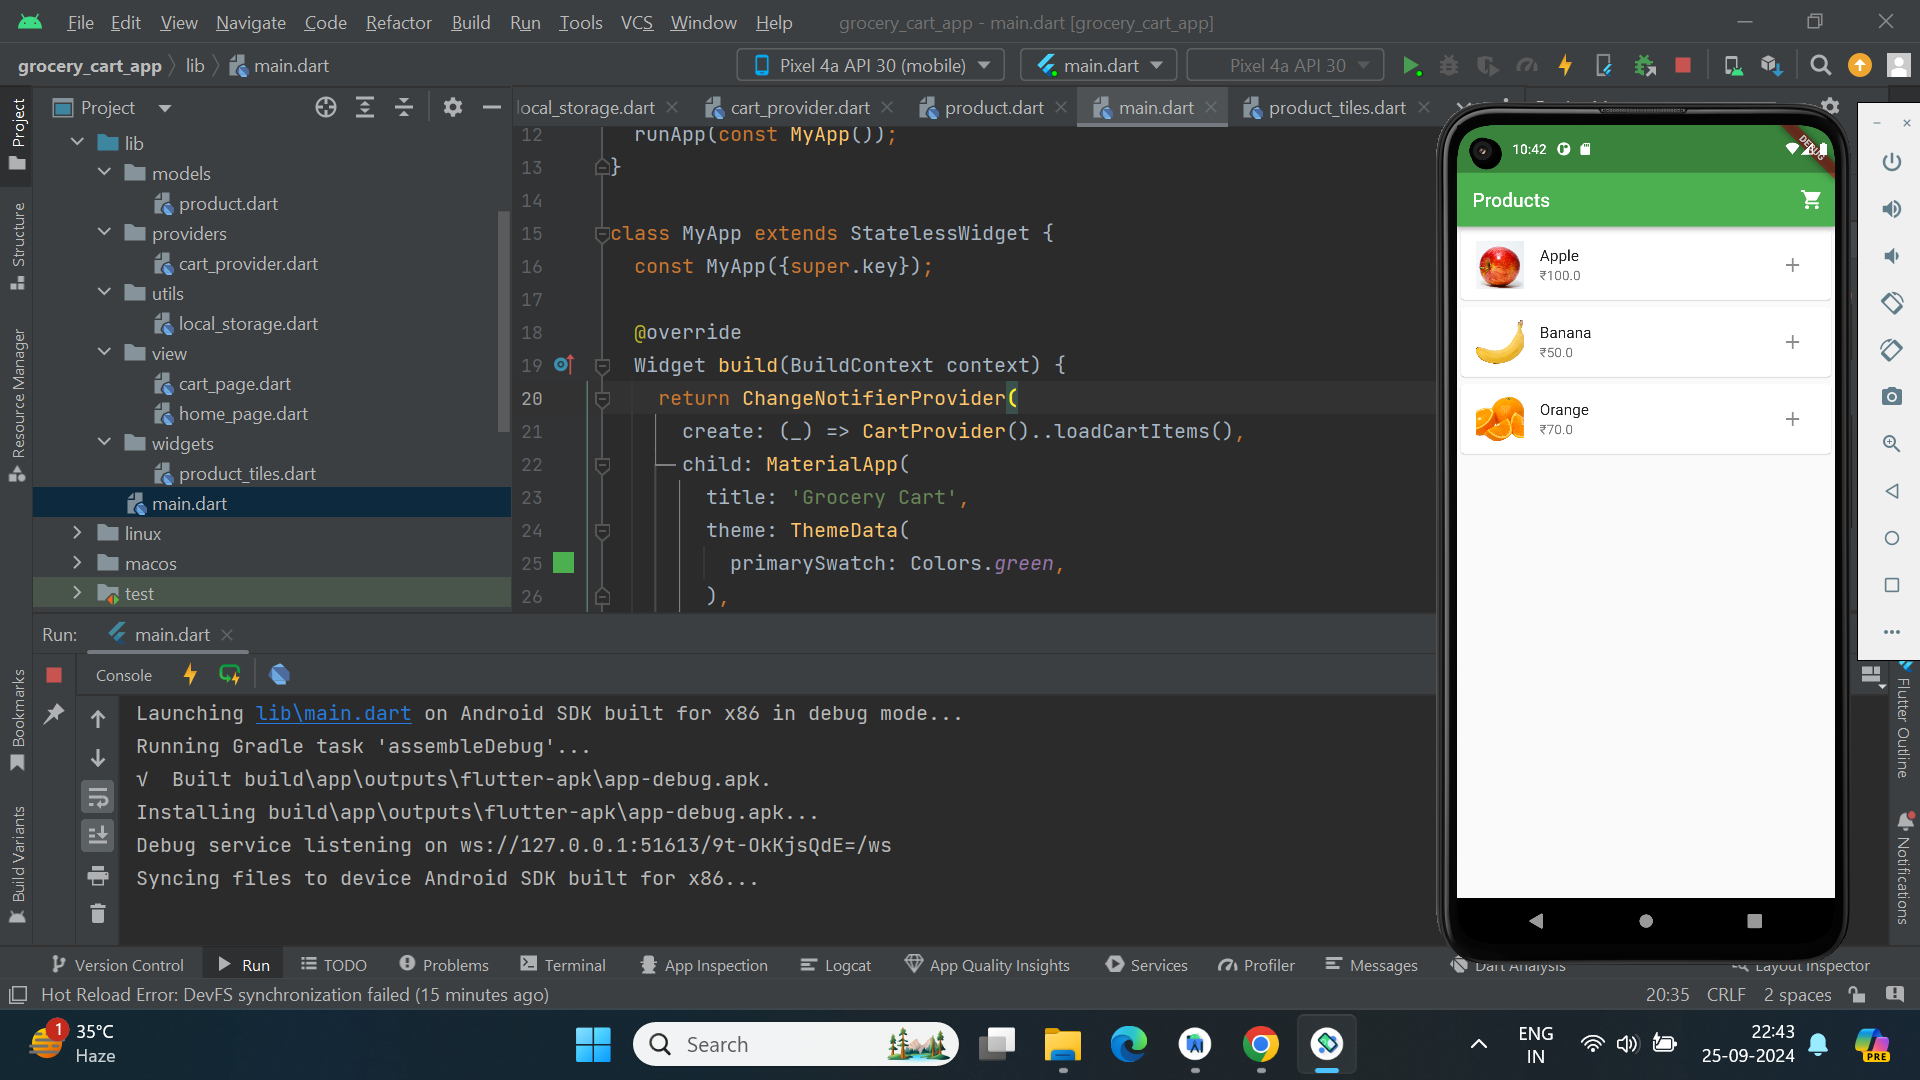 File Edit View Navigate Code Refactor Build Run Tools VCS Window Help grocery_cart_app - main.dart [grocery_cart_app]
grocery_cart_app lib main.dart Pixel 4a API 30 (mobile) main.dart Pixel 4a API 30
Project
local_storage.dart cart_provider.dart product.dart main.dart product_tiles.dart
lib
models
product.dart
providers
cart_provider.dart
utils
local_storage.dart
view
cart_page.dart
home_page.dart
widgets
product_tiles.dart
main.dart
linux
macos
test
Project
Structure
Resource Manager
Bookmarks
Build Variants
12 runApp(const MyApp());
13 }
14
15 class MyApp extends StatelessWidget {
16 const MyApp({super.key});
17
18 @override
19 Widget build(BuildContext context) {
20 return ChangeNotifierProvider(
21 create: (_) => CartProvider()..loadCartItems(),
22 child: MaterialApp(
23 title: 'Grocery Cart',
24 theme: ThemeData(
25 primarySwatch: Colors.green,
26 ),
10:42
DEBUG
Products
Apple
₹100.0
Banana
₹50.0
Orange
₹70.0
Flutter Outline
Notifications
Run: main.dart
Console
Launching lib\main.dart on Android SDK built for x86 in debug mode...
Running Gradle task 'assembleDebug'...
√ Built build\app\outputs\flutter-apk\app-debug.apk.
Installing build\app\outputs\flutter-apk\app-debug.apk...
Debug service listening on ws://127.0.0.1:51613/9t-OkKjsQdE=/ws
Syncing files to device Android SDK built for x86...
Version Control Run TODO Problems Terminal App Inspection Logcat App Quality Insights Services Profiler Messages Dart Analysis Layout Inspector
Hot Reload Error: DevFS synchronization failed (15 minutes ago) 20:35 CRLF 2 spaces
1
35°C
Haze
Search
ENG
IN
22:43
25-09-2024
PRE